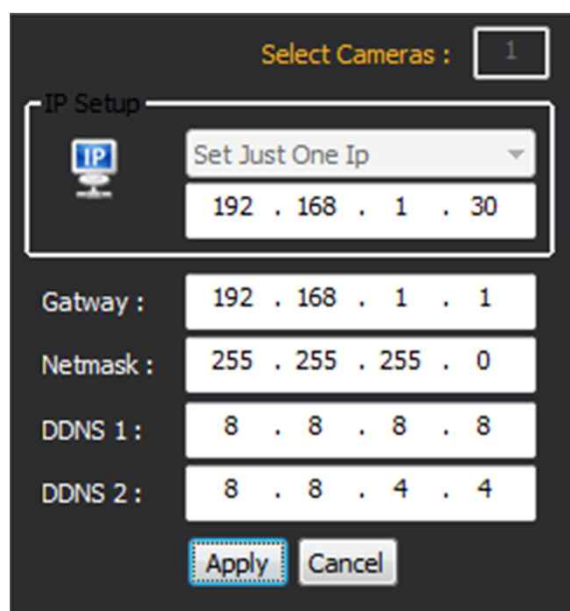 Select Cameras : 1
IP Setup
IP
Set Just One Ip
192 . 168 . 1 . 30
Gatway : 192 . 168 . 1 . 1
Netmask : 255 . 255 . 255 . 0
DDNS 1 : 8 . 8 . 8 . 8
DDNS 2 : 8 . 8 . 4 . 4
Apply Cancel